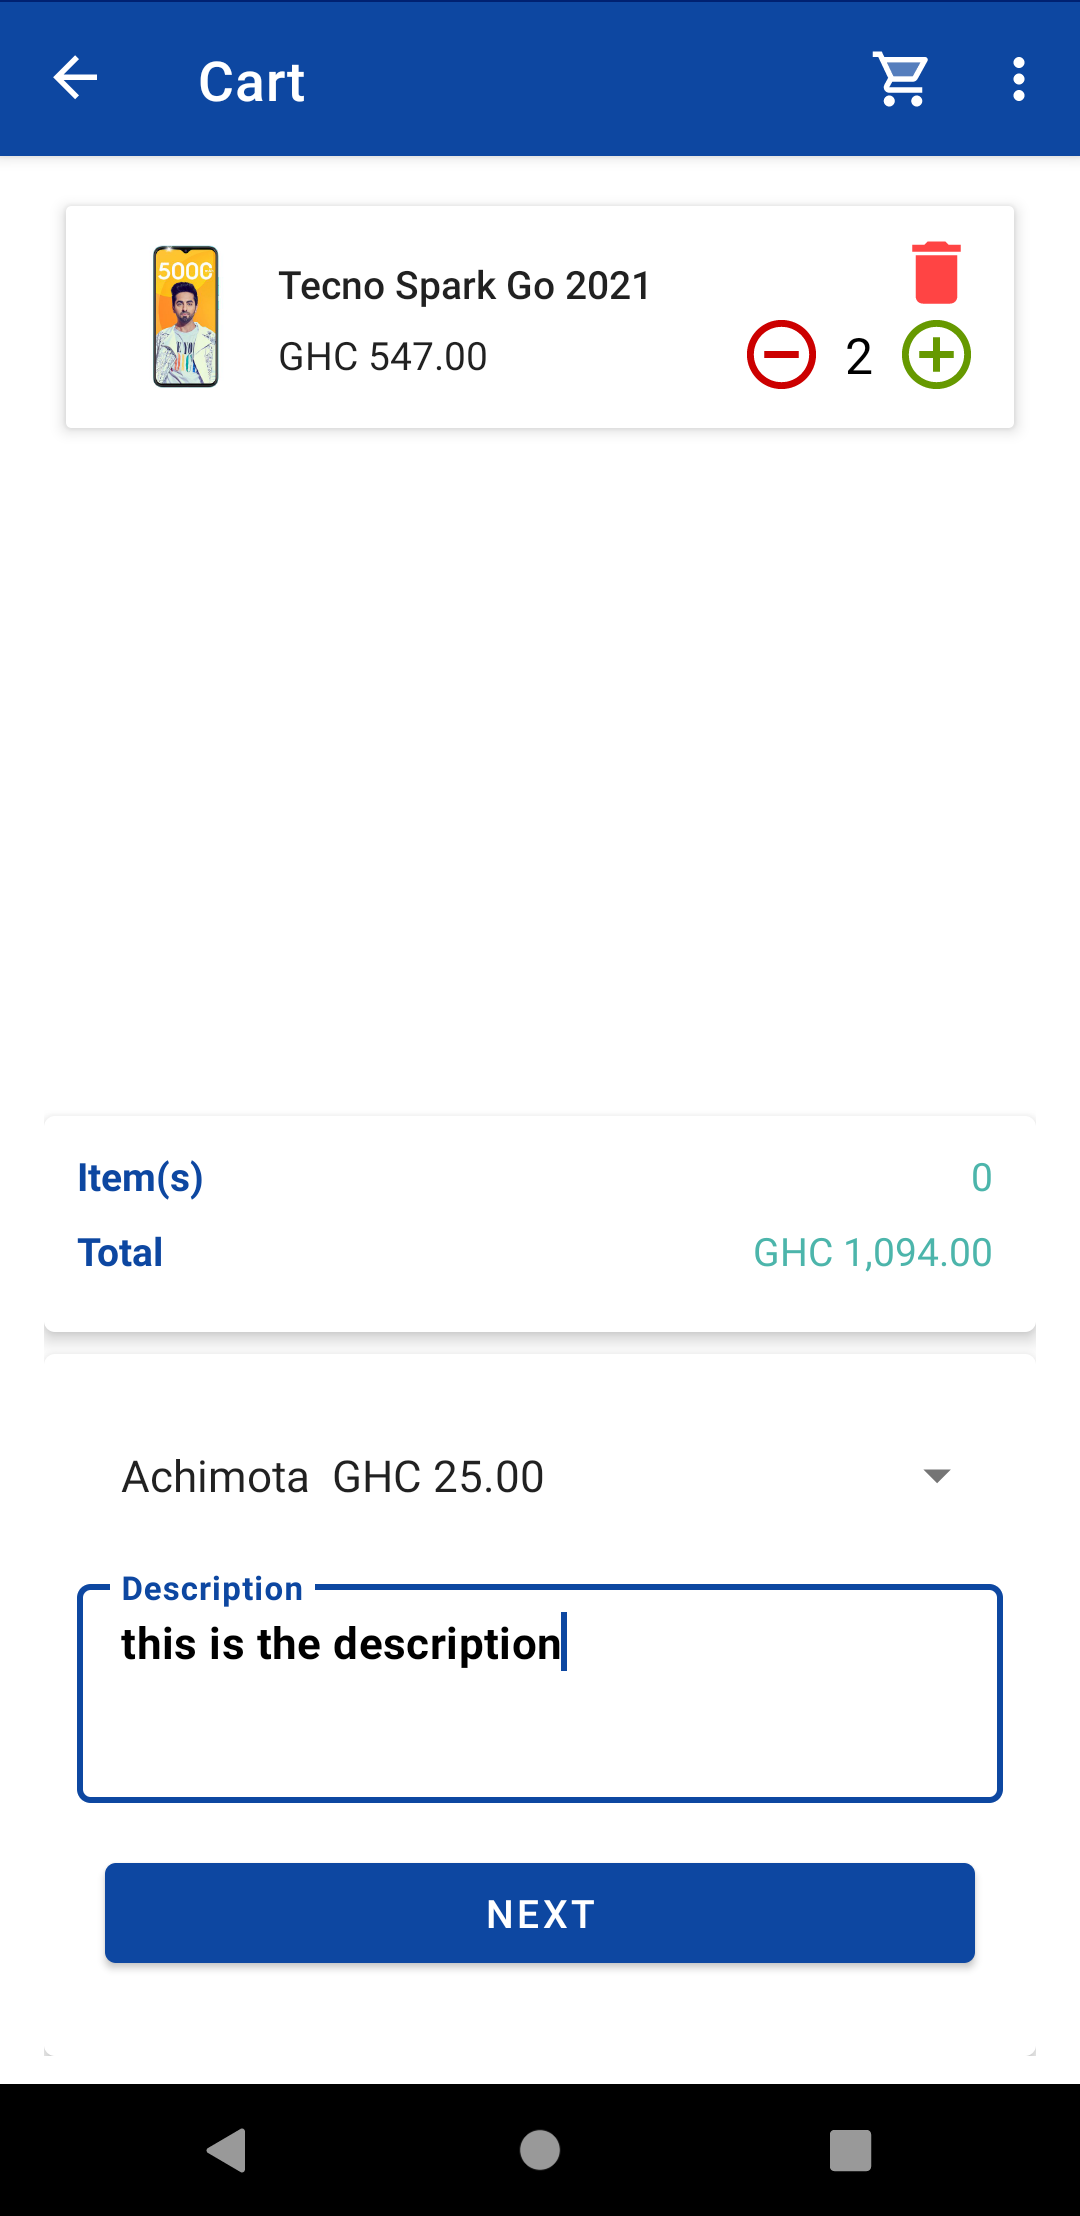 Cart
5000
Tecno Spark Go 2021
GHC 547.00
2
Item(s) 0
Total GHC 1,094.00
Achimota GHC 25.00
Description
this is the description
NEXT